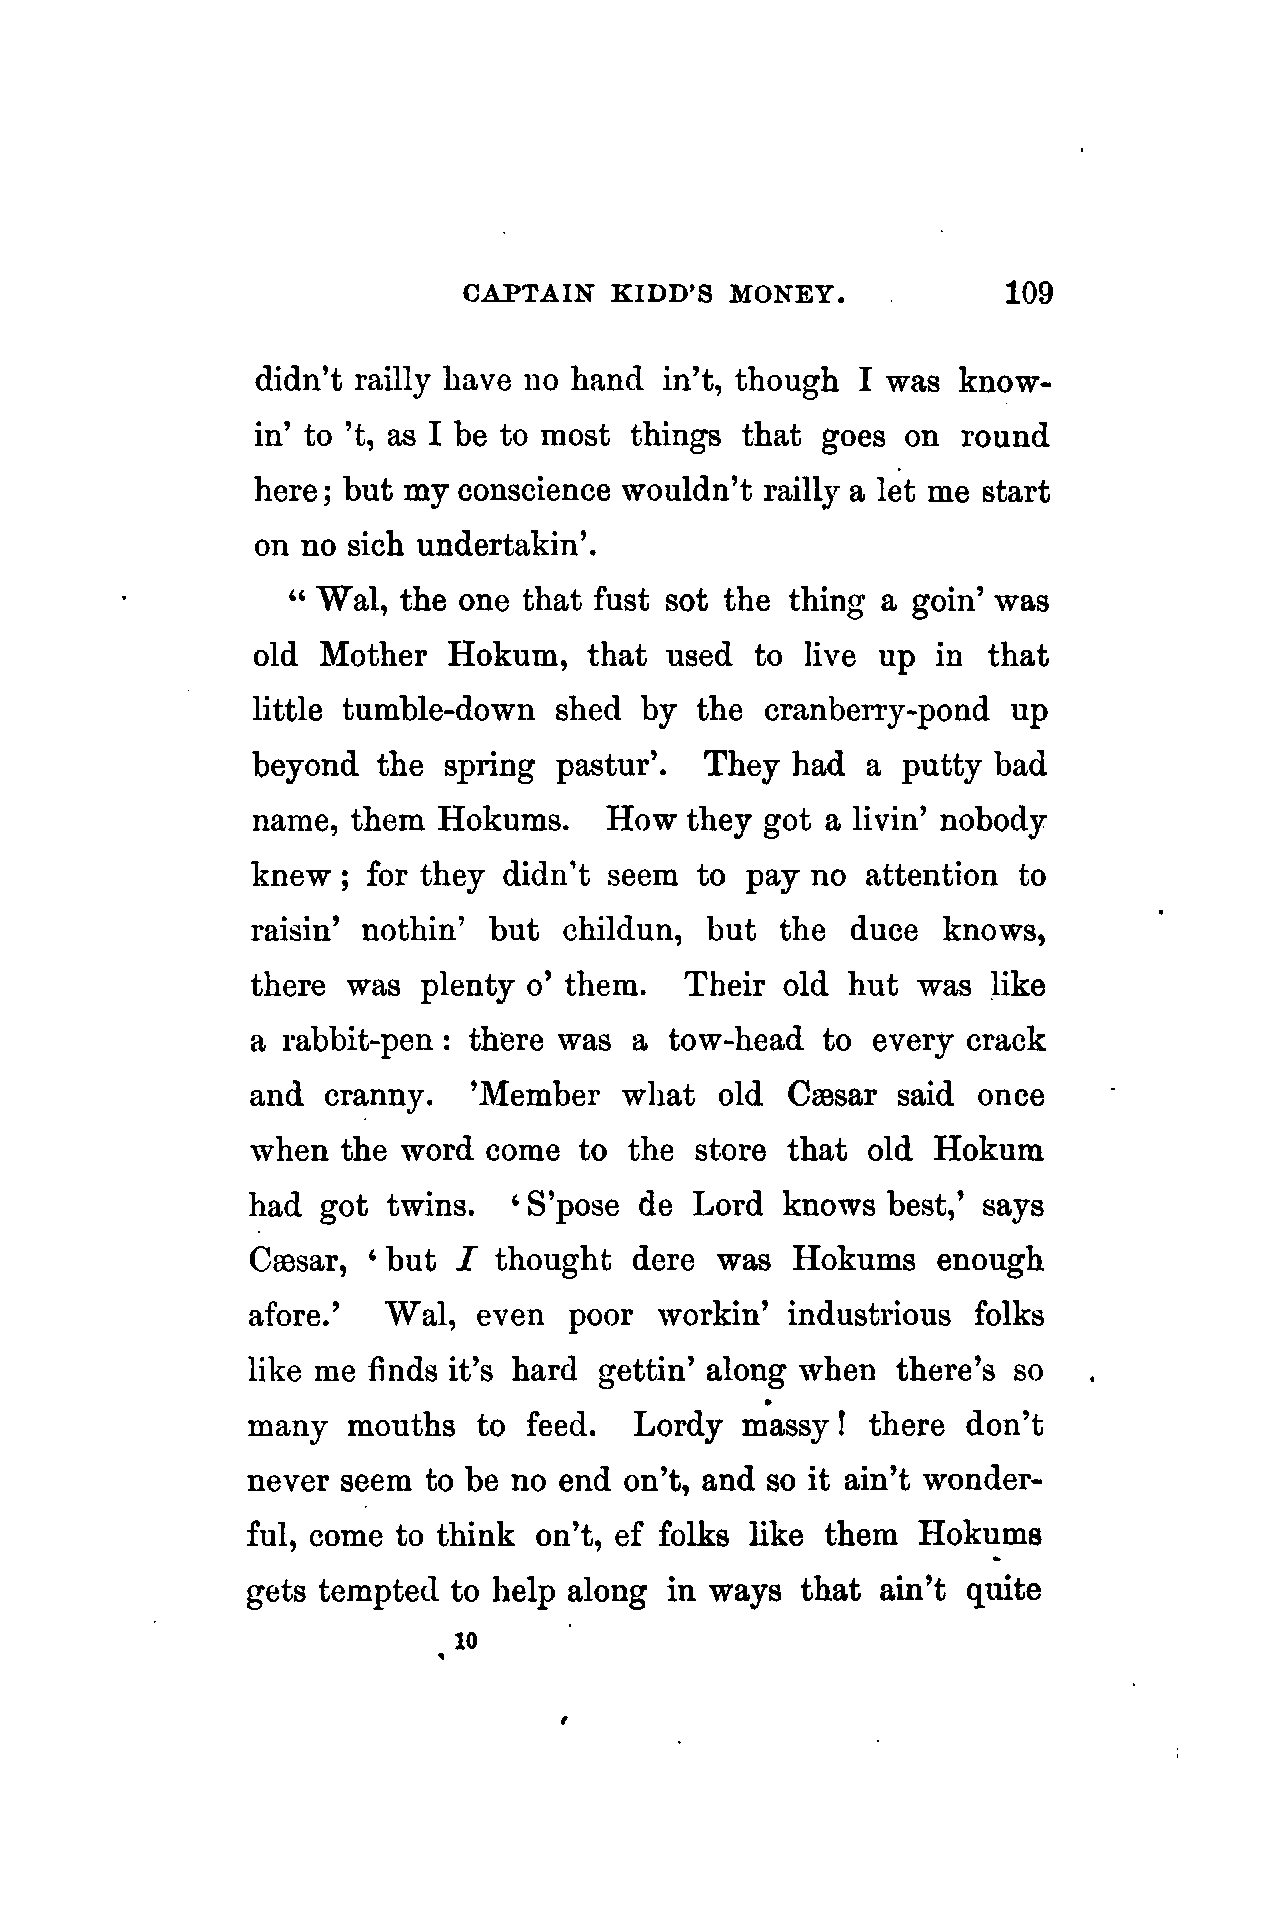 CAPTAIN KIDD'S MONEY. 109
didn't railly have no hand in't, though I was know-
in' to 't, as I be to most things that goes on round
here; but my conscience wouldn't railly a let me start
on no sich undertakin'.
“ Wal, the one that fust sot the thing a goin' was
old Mother Hokum, that used to live up in that
little tumble-down shed by the cranberry-pond up
beyond the spring pastur'. They had a putty bad
name, them Hokums. How they got a livin' nobody
knew; for they didn't seem to pay no attention to
raisin' nothin' but childun, but the duce knows,
there was plenty o' them. Their old hut was like
a rabbit-pen: there was a tow-head to every crack
and cranny. 'Member what old Cæsar said once
when the word come to the store that old Hokum
had got twins. ‘ S'pose de Lord knows best,' says
Cæsar, ‘ but I thought dere was Hokums enough
afore.' Wal, even poor workin' industrious folks
like me finds it's hard gettin' along when there's so
many mouths to feed. Lordy massy! there don't
never seem to be no end on't, and so it ain't wonder-
ful, come to think on't, ef folks like them Hokums
gets tempted to help along in ways that ain't quite
10